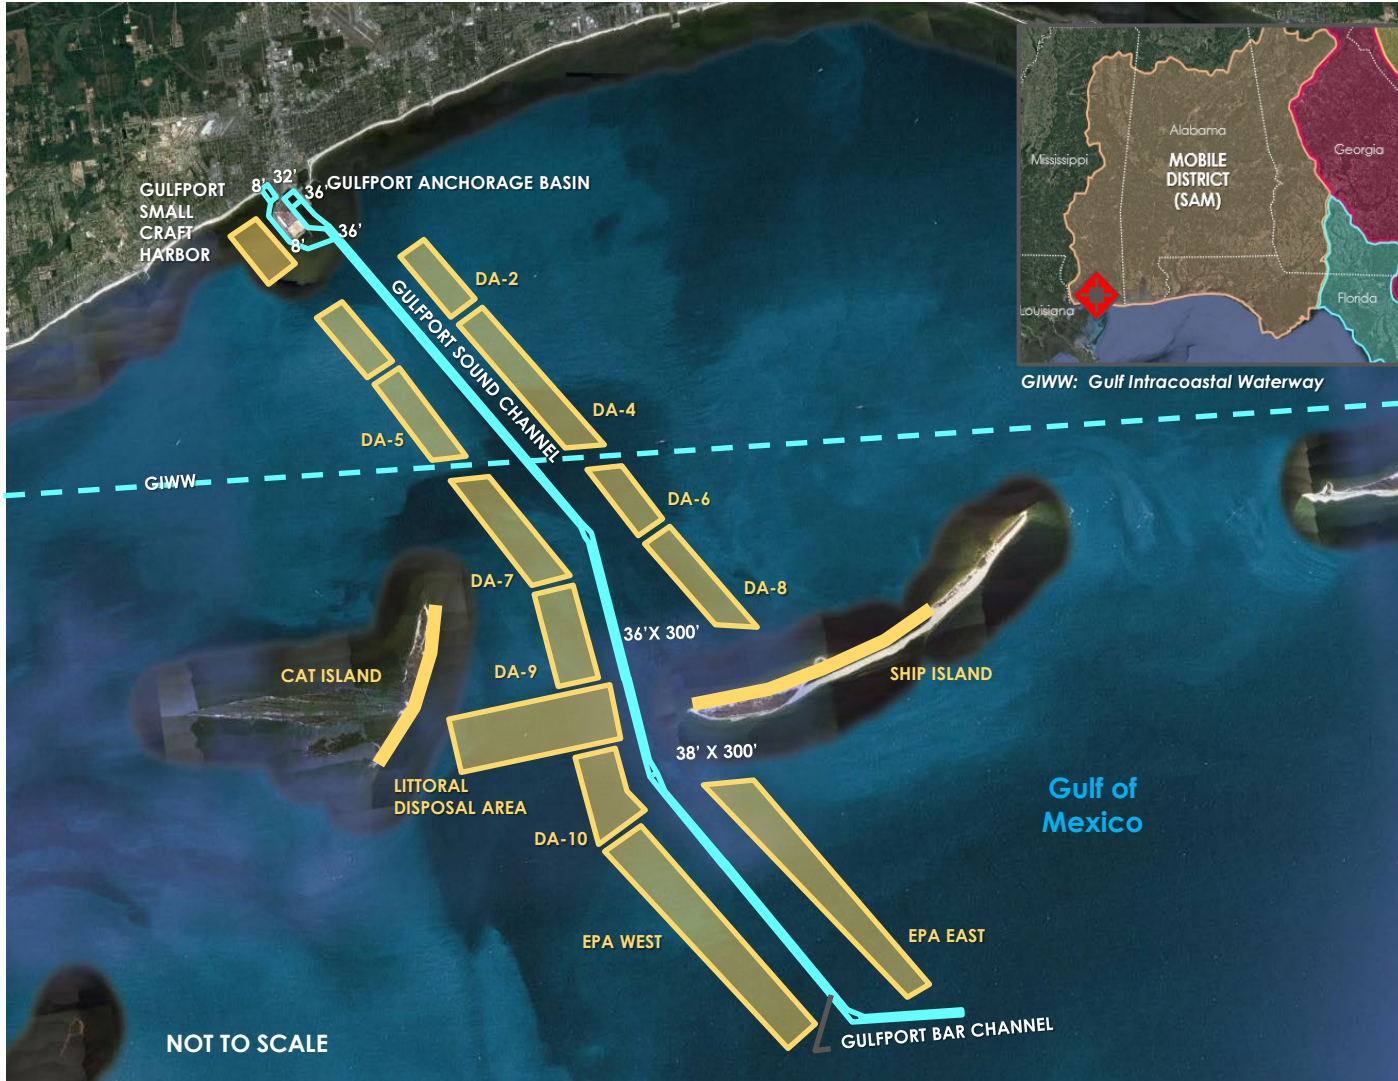 Alabama
MOBILE
DISTRICT
(SAM)
Mississippi
Georgia
Louisiana
Florida
GIWW: Gulf Intracoastal Waterway
GULFPORT
SMALL
CRAFT
HARBOR
8'
32'
36'
GULFPORT ANCHORAGE BASIN
8'
36'
DA-2
GULFPORT SOUND CHANNEL
DA-4
DA-5
GIWW
DA-6
DA-7
DA-8
36'X 300'
DA-9
CAT ISLAND
SHIP ISLAND
38' X 300'
LITTORAL
DISPOSAL AREA
Gulf of
Mexico
DA-10
EPA WEST
EPA EAST
GULFPORT BAR CHANNEL
NOT TO SCALE